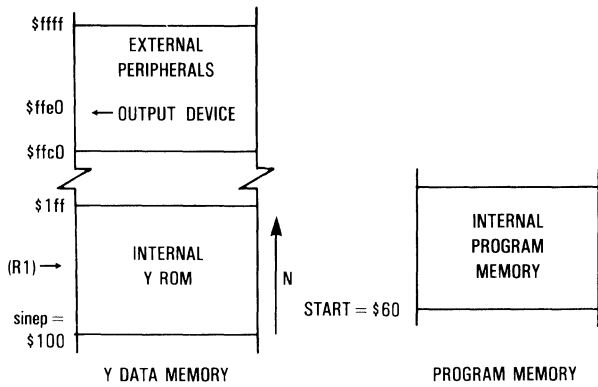 $ffff
EXTERNAL
PERIPHERALS
$ffe0
← OUTPUT DEVICE
$ffc0
$1ff
INTERNAL
Y ROM
(R1) →
N
sinep =
$100
Y DATA MEMORY
INTERNAL
PROGRAM
MEMORY
START = $60
PROGRAM MEMORY